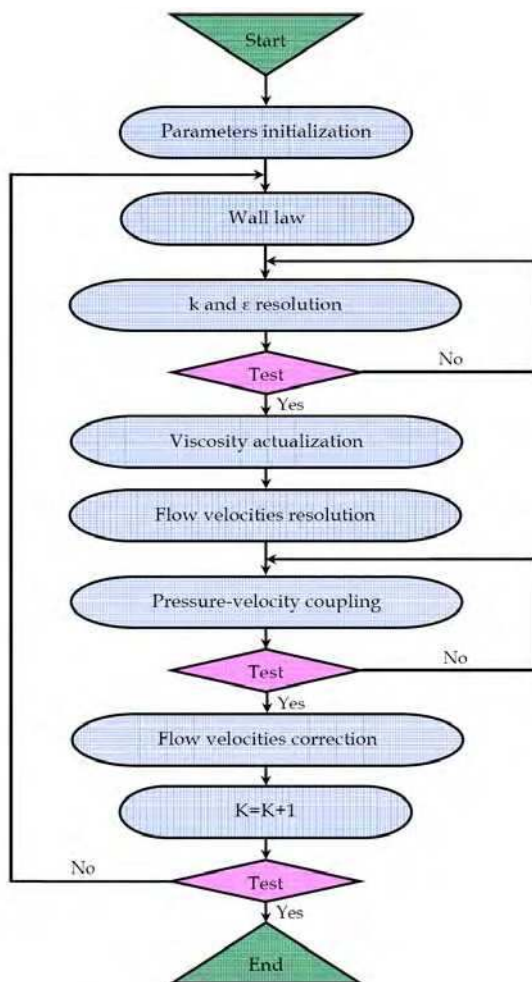 Start
Parameters initialization
Wall law
k and ε resolution
Test
No
Yes
Viscosity actualization
Flow velocities resolution
Pressure-velocity coupling
Test
No
Yes
Flow velocities correction
K=K+1
No
Test
Yes
End